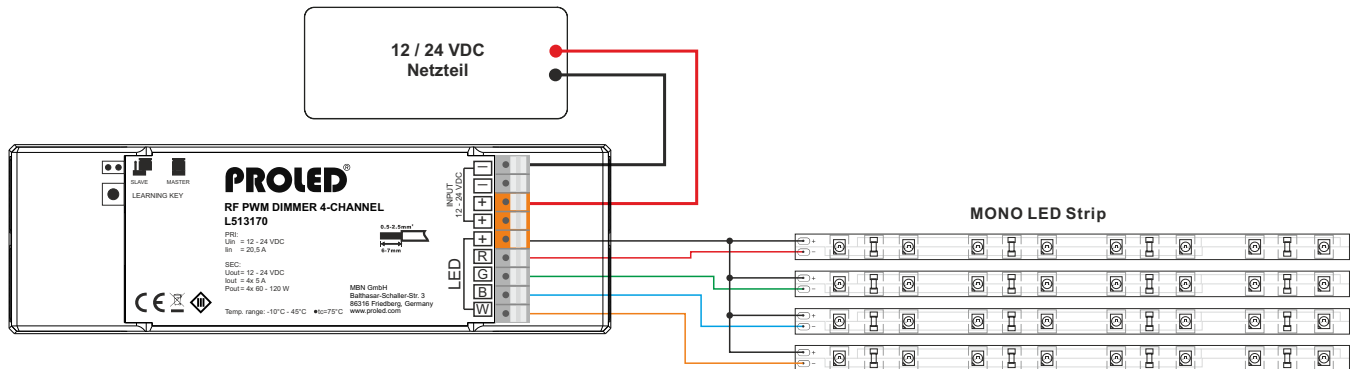 12 / 24 VDC
Netzteil
SLAVE MASTER
LEARNING KEY
PROLED®
RF PWM DIMMER 4-CHANNEL
L513170
PRI:
Uin = 12 - 24 VDC
Iin = 20,5 A
SEC:
Uout= 12 - 24 VDC
Iout = 4x 5 A
Pout = 4x 60 - 120 W
Temp. range: -10°C - 45°C •tc=75°C
0.5-2.5mm²
6-7mm
MBN GmbH
Balthasar-Schaller-Str. 3
86316 Friedberg, Germany
www.proled.com
CE
III
INPUT
12 - 24 VDC
−
−
+
+
LED
+
R
G
B
W
MONO LED Strip
+
−
+
−
+
−
+
−